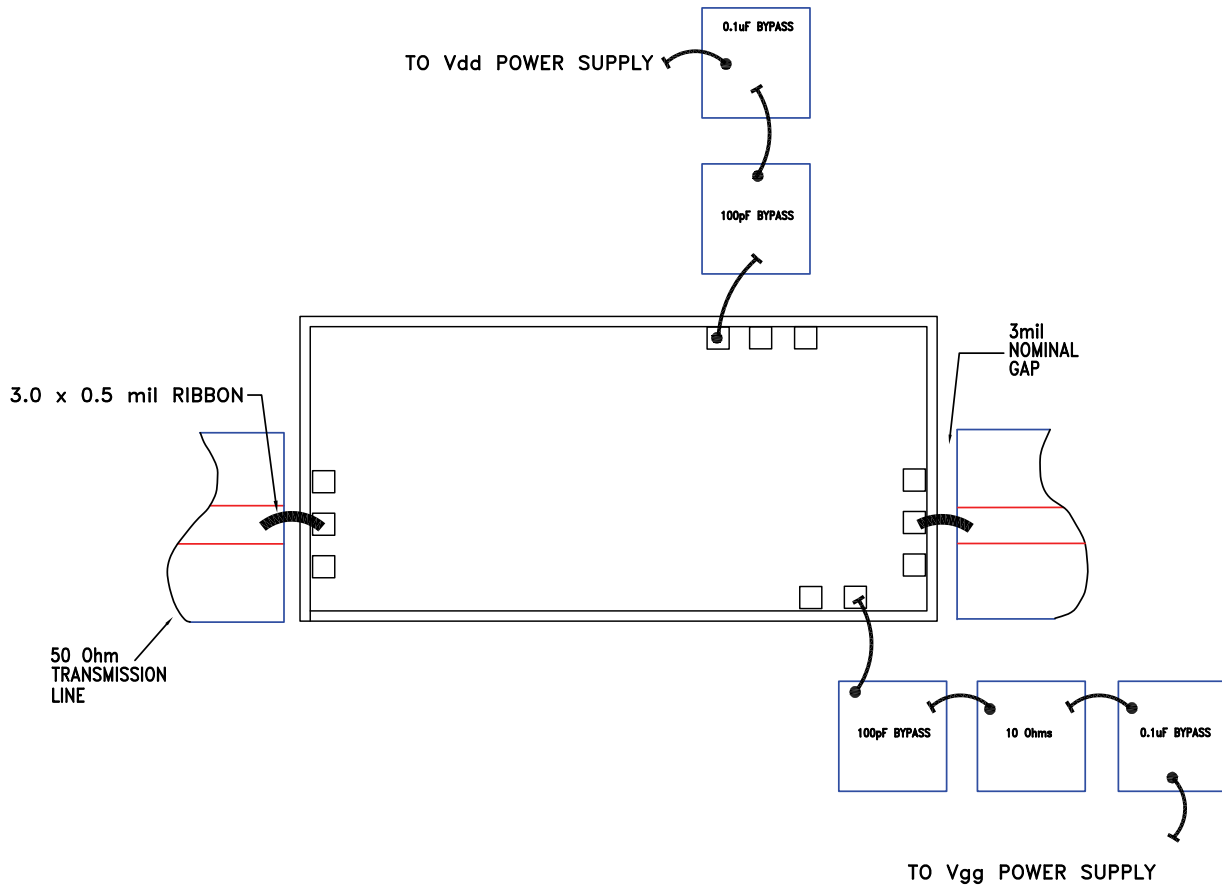 0.1uF BYPASS
TO Vdd POWER SUPPLY
100pF BYPASS
3mil
NOMINAL
GAP
3.0 x 0.5 mil RIBBON
50 Ohm
TRANSMISSION
LINE
100pF BYPASS
10 Ohms
0.1uF BYPASS
TO Vgg POWER SUPPLY